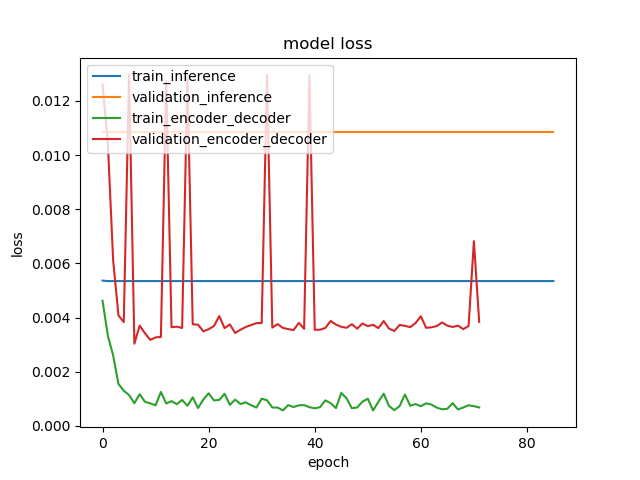 model loss
train_inference
validation_inference
train_encoder_decoder
validation_encoder_decoder
loss
0.012
0.010
0.008
0.006
0.004
0.002
0.000
0 20 40 60 80
epoch